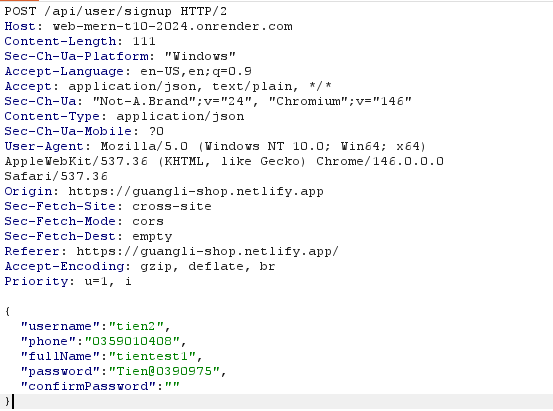 POST /api/user/signup HTTP/2
Host: web-mern-t10-2024.onrender.com
Content-Length: 111
Sec-Ch-Ua-Platform: "Windows"
Accept-Language: en-US,en;q=0.9
Accept: application/json, text/plain, */*
Sec-Ch-Ua: "Not-A.Brand";v="24", "Chromium";v="146"
Content-Type: application/json
Sec-Ch-Ua-Mobile: ?0
User-Agent: Mozilla/5.0 (Windows NT 10.0; Win64; x64)
AppleWebKit/537.36 (KHTML, like Gecko) Chrome/146.0.0.0
Safari/537.36
Origin: https://guangli-shop.netlify.app
Sec-Fetch-Site: cross-site
Sec-Fetch-Mode: cors
Sec-Fetch-Dest: empty
Referer: https://guangli-shop.netlify.app/
Accept-Encoding: gzip, deflate, br
Priority: u=1, i

{
  "username":"tien2",
  "phone":"0359010408",
  "fullName":"tientest1",
  "password":"Tien@0390975",
  "confirmPassword":""
}